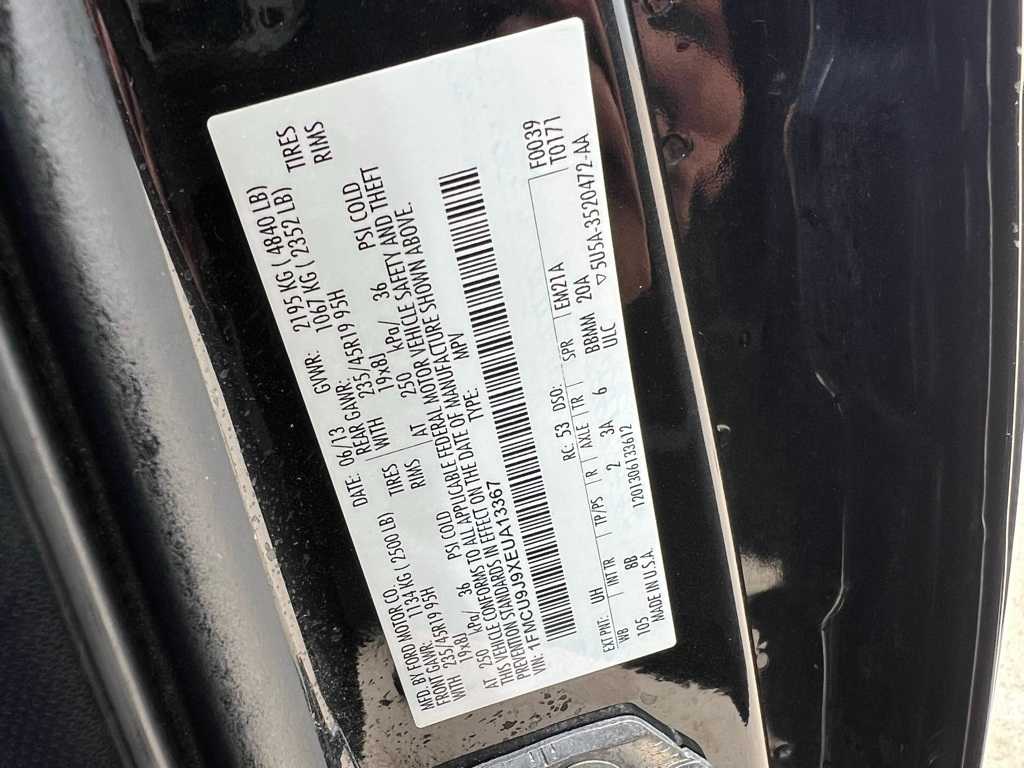 MFD. BY FORD MOTOR CO. DATE: 06/13 GVWR: 2195 KG ( 4840 LB)
FRONT GAWR: 1134 KG ( 2500 LB) REAR GAWR: 1067 KG ( 2352 LB)
WITH 235/45R19 95H TIRES WITH 235/45R19 95H TIRES
19x8J RIMS 19x8J RIMS
AT 250 kPa/ 36 PSI COLD AT 250 kPa/ 36 PSI COLD
THIS VEHICLE CONFORMS TO ALL APPLICABLE FEDERAL MOTOR VEHICLE SAFETY AND THEFT
PREVENTION STANDARDS IN EFFECT ON THE DATE OF MANUFACTURE SHOWN ABOVE.
VIN: 1FMCU9J9XEUA13367 TYPE: MPV
F0039
T0171
EXT PNT: UH RC: 53 DSO:
WB INT TR TP/PS R AXLE TR SPR EM21A
105 BB 2 3A 6 BBMMM 20A
MADE IN U.S.A. 1201306133612 ULC ▽5U5A-3520472-AA